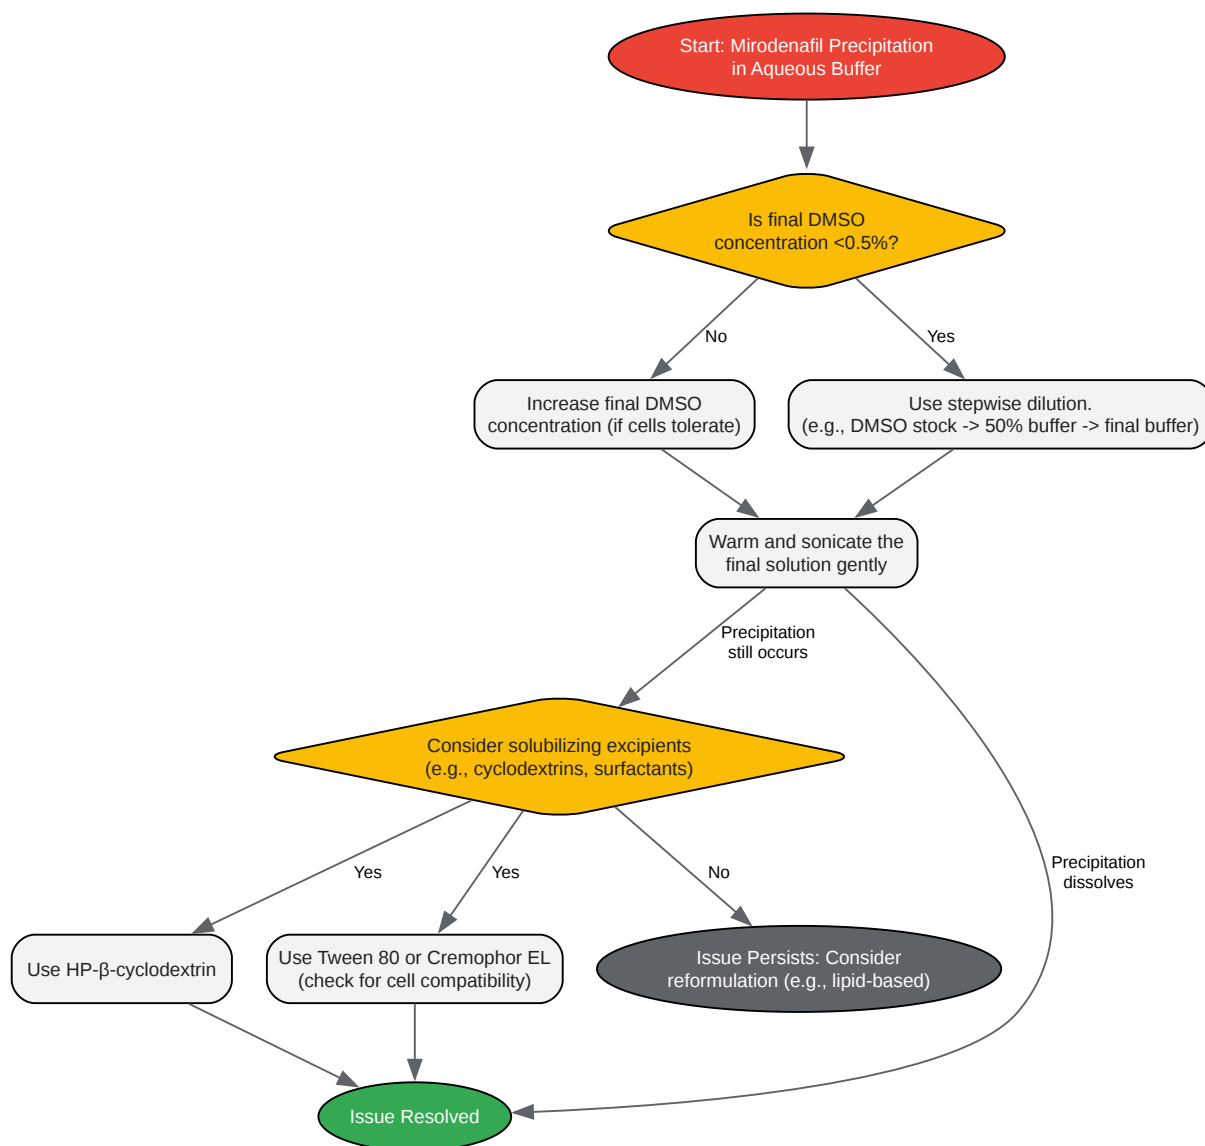 Start: Mirodenafil Precipitation
in Aqueous Buffer
Is final DMSO
concentration <0.5%?
No
Yes
Increase final DMSO
concentration (if cells tolerate)
Use stepwise dilution.
(e.g., DMSO stock -> 50% buffer -> final buffer)
Warm and sonicate the
final solution gently
Precipitation
still occurs
Consider solubilizing excipients
(e.g., cyclodextrins, surfactants)
Precipitation
dissolves
Yes
Yes
No
Use HP-β-cyclodextrin
Use Tween 80 or Cremophor EL
(check for cell compatibility)
Issue Persists: Consider
reformulation (e.g., lipid-based)
Issue Resolved